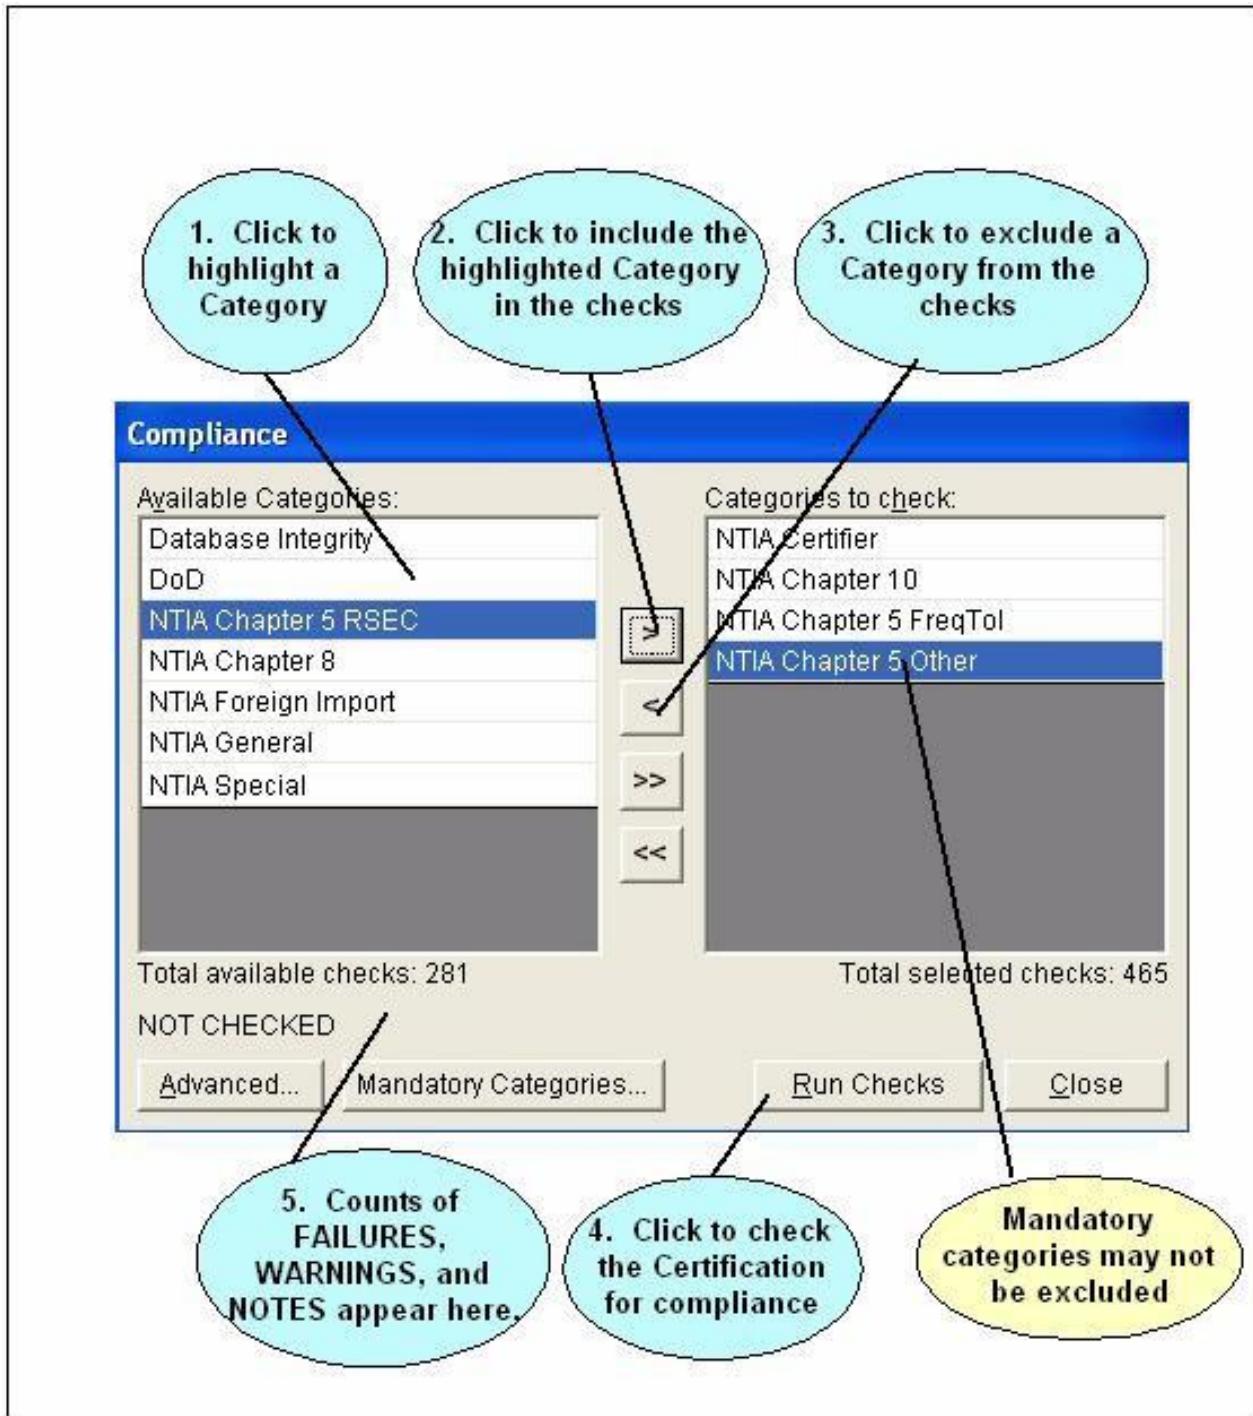 1. Click to
highlight a
Category
2. Click to include the
highlighted Category
in the checks
3. Click to exclude a
Category from the
checks
Compliance
Available Categories:
Database Integrity
DoD
NTIA Chapter 5 RSEC
NTIA Chapter 8
NTIA Foreign Import
NTIA General
NTIA Special
>
<
>>
<<
Categories to check:
NTIA Certifier
NTIA Chapter 10
NTIA Chapter 5 FreqTol
NTIA Chapter 5 Other
Total available checks: 281
Total selected checks: 465
NOT CHECKED
Advanced...
Mandatory Categories...
Run Checks
Close
5. Counts of
FAILURES,
WARNINGS, and
NOTES appear here.
4. Click to check
the Certification
for compliance
Mandatory
categories may not
be excluded